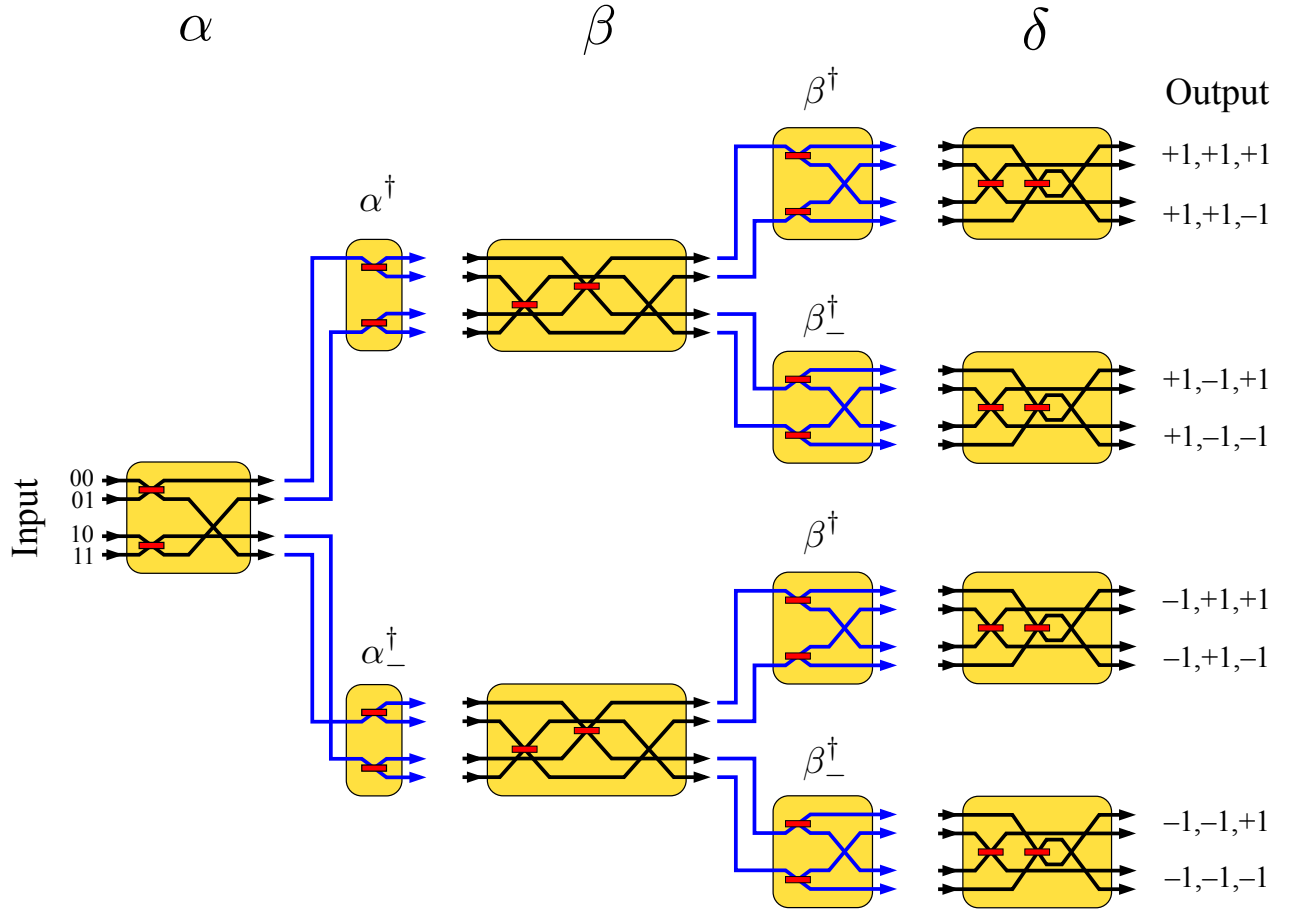 α β δ
β† Output
+1,+1,+1
α†
+1,+1,–1
β†−
+1,–1,+1
+1,–1,–1
Input
00
01
10
11
β†
–1,+1,+1
α†−
–1,+1,–1
β†−
–1,–1,+1
–1,–1,–1